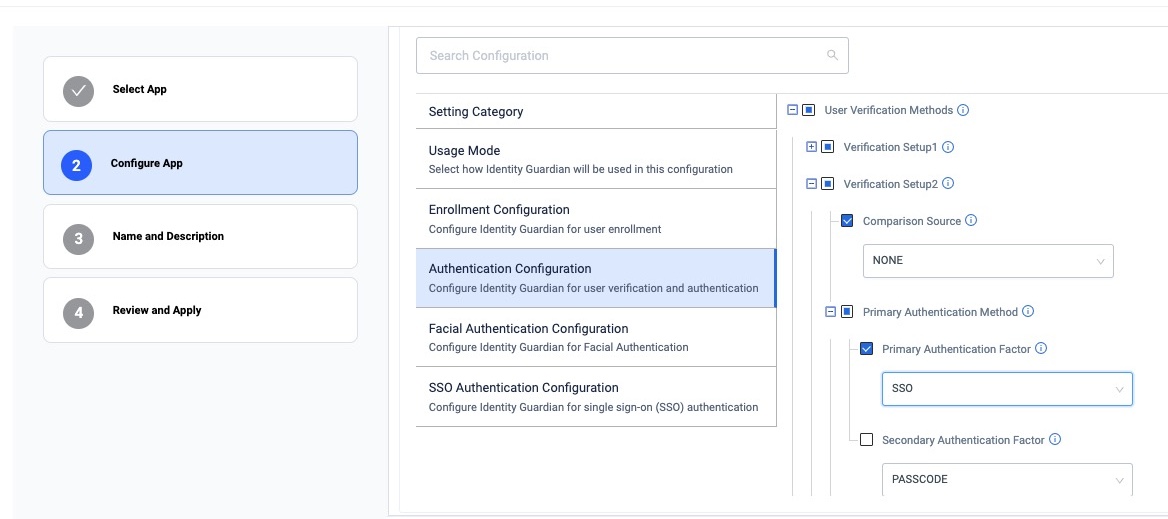 Select App
2
Configure App
3
Name and Description
4
Review and Apply
Search Configuration
Setting Category
Usage Mode
Select how Identity Guardian will be used in this configuration
Enrollment Configuration
Configure Identity Guardian for user enrollment
Authentication Configuration
Configure Identity Guardian for user verification and authentication
Facial Authentication Configuration
Configure Identity Guardian for Facial Authentication
SSO Authentication Configuration
Configure Identity Guardian for single sign-on (SSO) authentication
User Verification Methods
Verification Setup1
Verification Setup2
Comparison Source
NONE
Primary Authentication Method
Primary Authentication Factor
SSO
Secondary Authentication Factor
PASSCODE